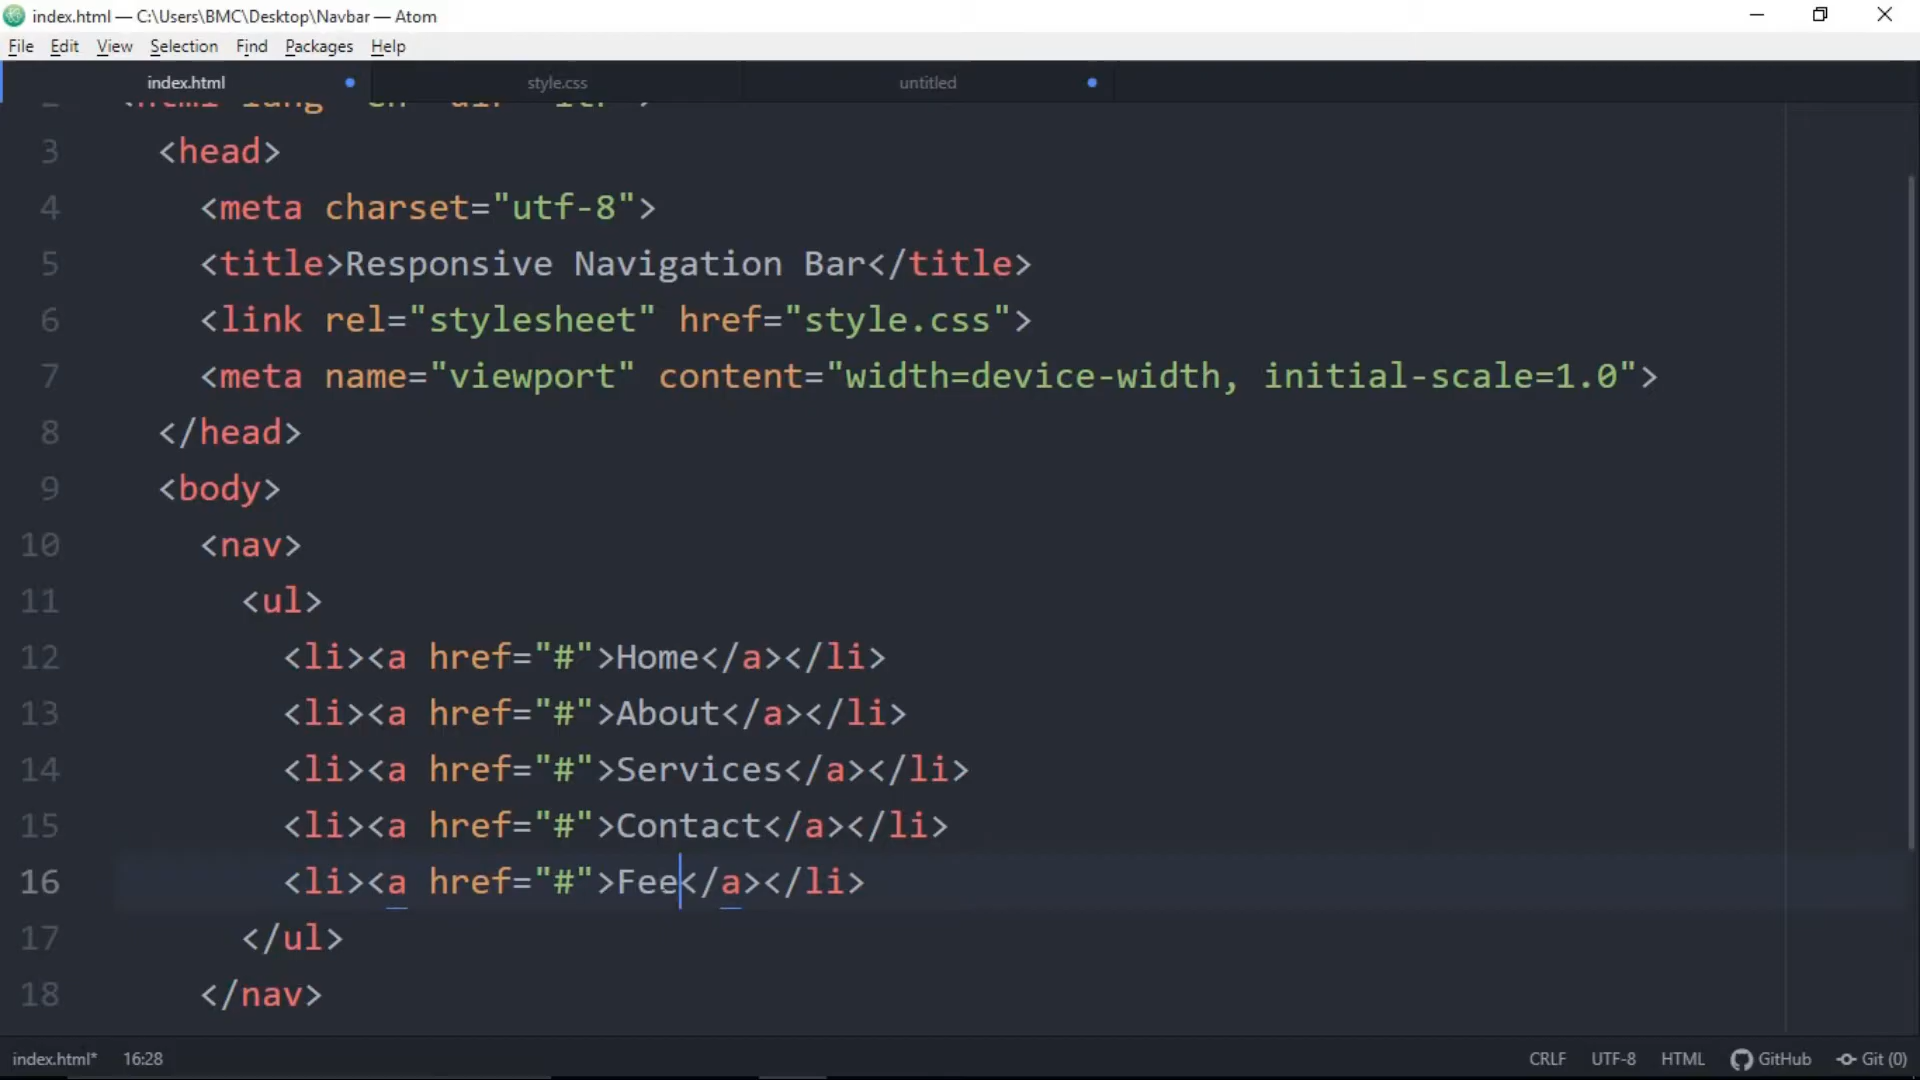 index.html — C:\Users\BMC\Desktop\Navbar — Atom
File Edit View Selection Find Packages Help
index.html style.css untitled
3 <head>
4 <meta charset="utf-8">
5 <title>Responsive Navigation Bar</title>
6 <link rel="stylesheet" href="style.css">
7 <meta name="viewport" content="width=device-width, initial-scale=1.0">
8 </head>
9 <body>
10 <nav>
11 <ul>
12 <li><a href="#">Home</a></li>
13 <li><a href="#">About</a></li>
14 <li><a href="#">Services</a></li>
15 <li><a href="#">Contact</a></li>
16 <li><a href="#">Fee</a></li>
17 </ul>
18 </nav>
index.html* 16:28 CRLF UTF-8 HTML GitHub Git (0)